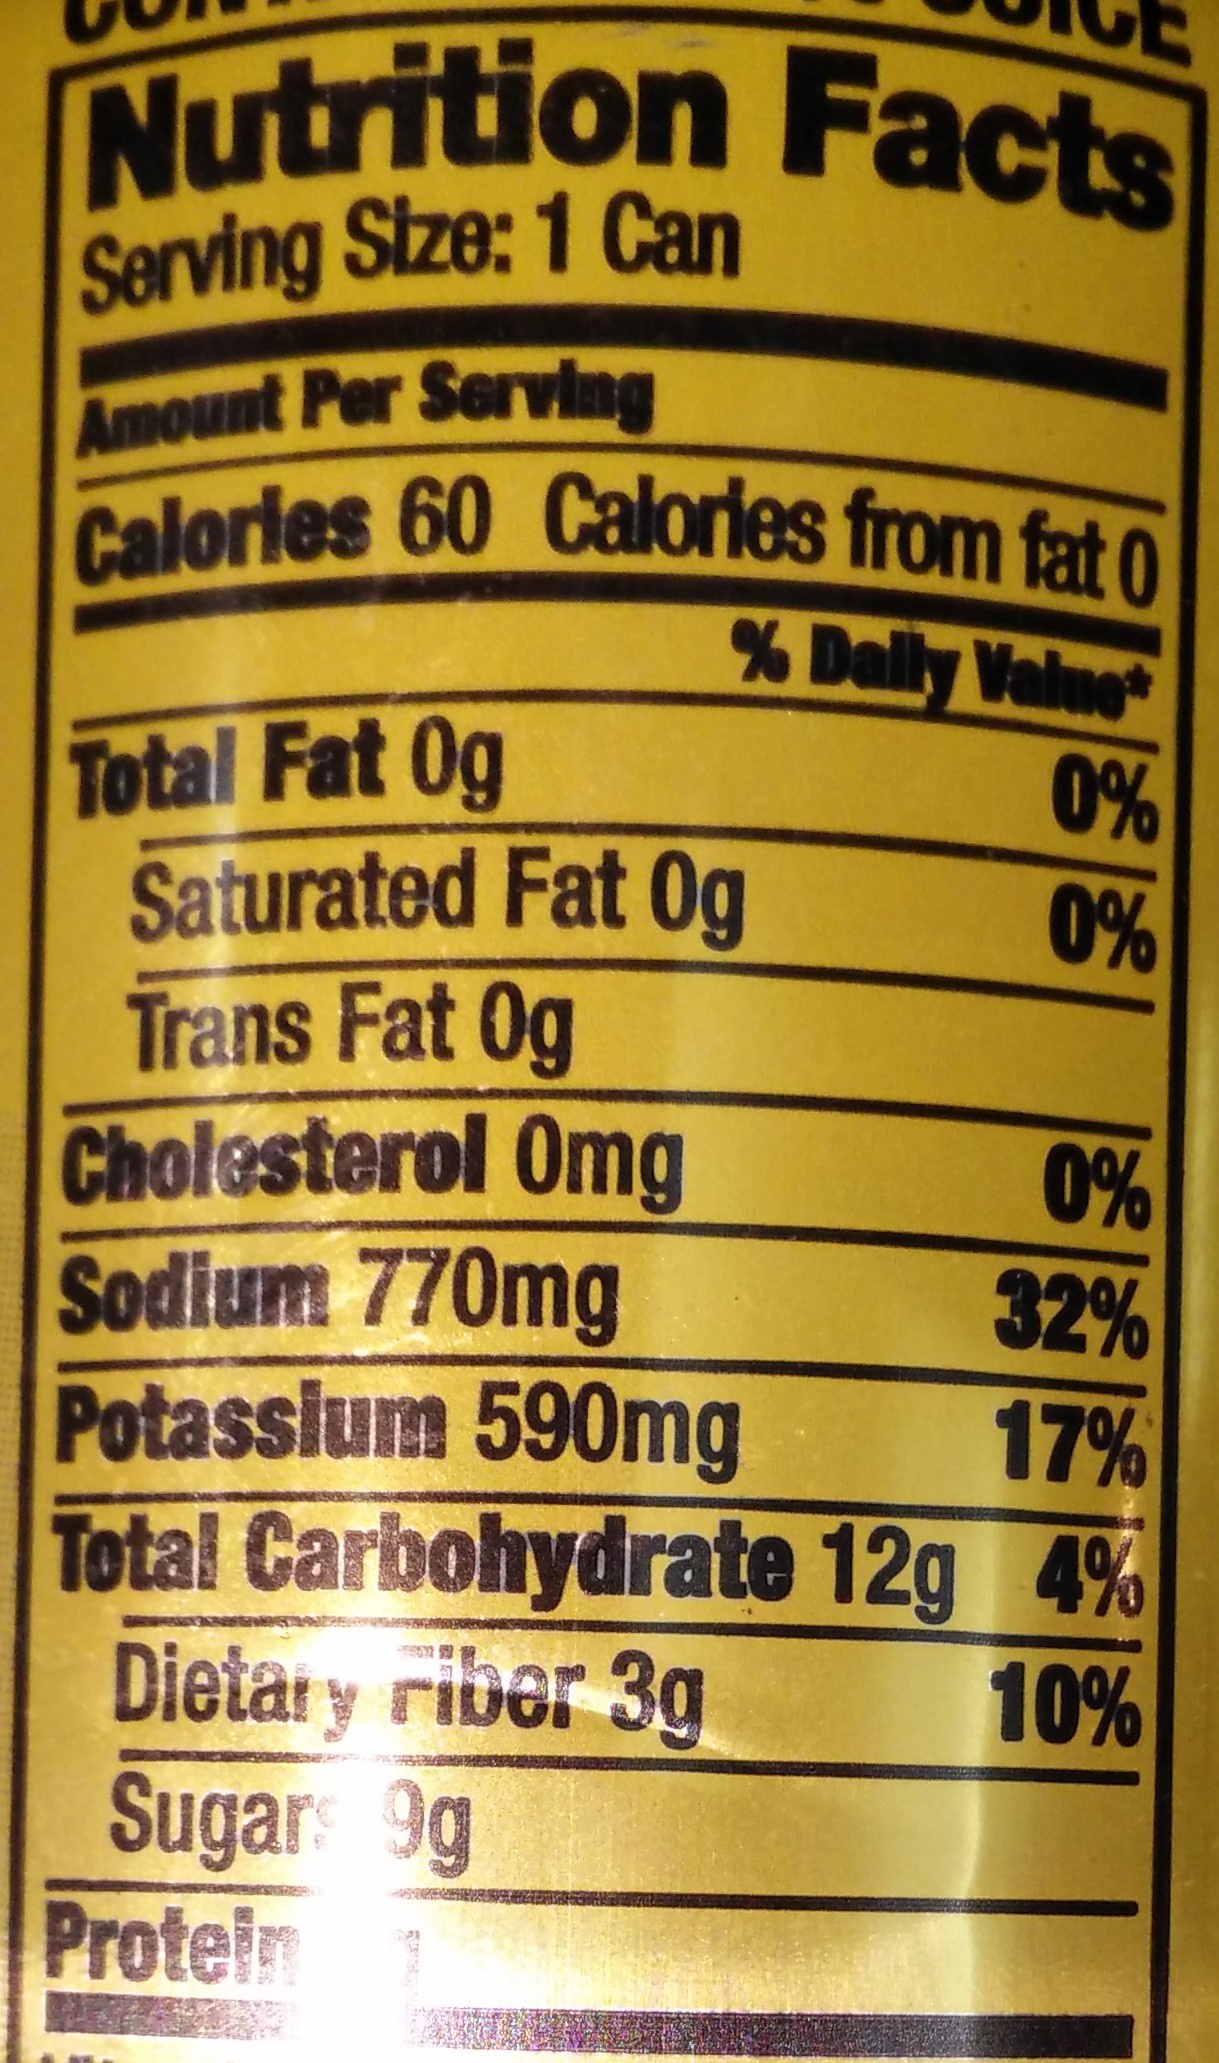 Nutrition Facts
Serving Size: 1 Can
Amount Per Serving
Calories 60 Calories from fat 0
% Daily Value*
Total Fat 0g 0%
Saturated Fat 0g 0%
Trans Fat 0g
Cholesterol 0mg 0%
Sodium 770mg 32%
Potassium 590mg 17%
Total Carbohydrate 12g 4%
Dietary Fiber 3g 10%
Sugars 9g
Protein